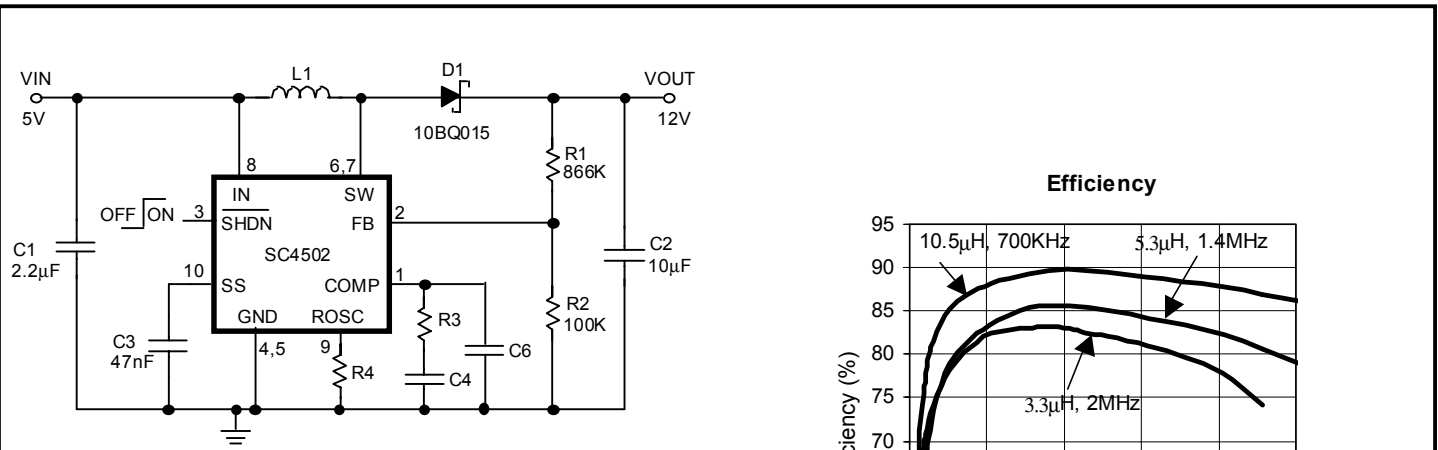 VIN
5V
L1
D1
10BQ015
VOUT
12V
8
6,7
IN
SW
OFF ON
3
SHDN
FB
2
SC4502
R1
866K
C1
2.2μF
10
SS
COMP
1
C2
10μF
GND
ROSC
R3
R2
100K
C3
47nF
4,5
9
R4
C6
C4
Efficiency
95
90
85
80
75
70
10.5μH, 700KHz
5.3μH, 1.4MHz
3.3μH, 2MHz
ciency (%)